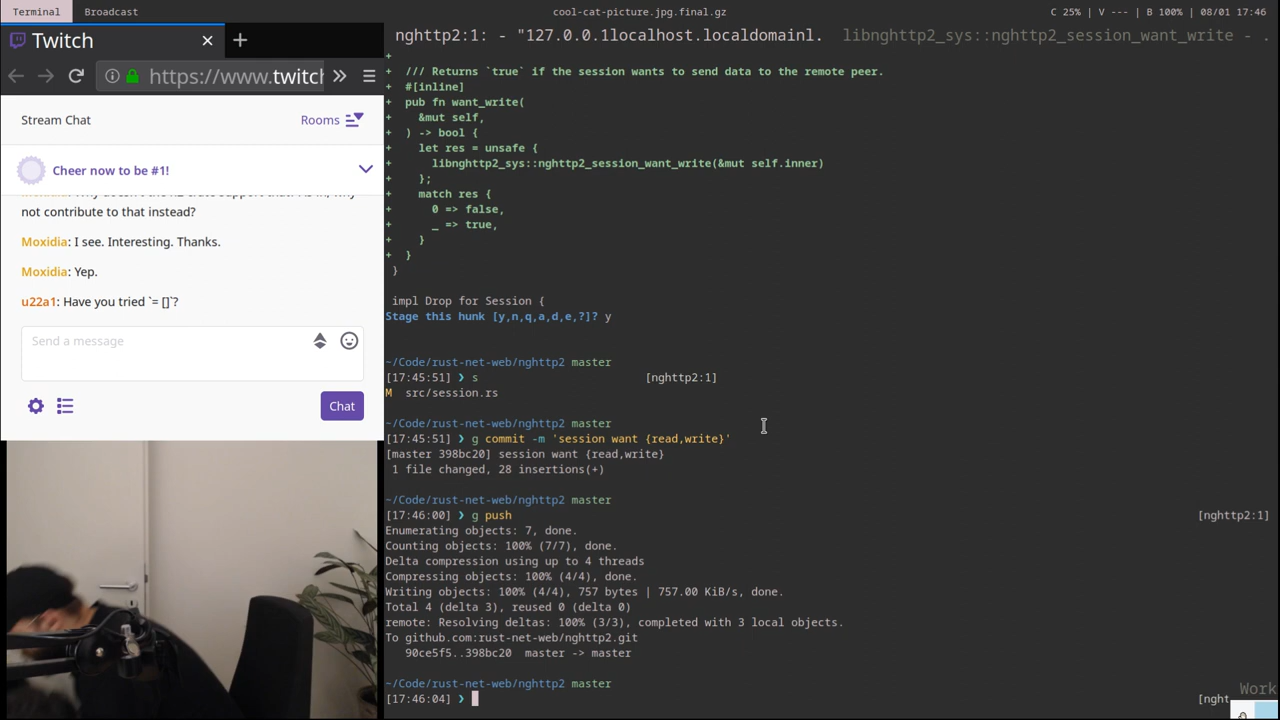 Terminal
Broadcast
cool-cat-picture.jpg.final.gz
C 25% | V --- | B 100% | 08/01 17:46
Twitch
https://www.twitch
Stream Chat
Rooms
Cheer now to be #1!
not contribute to that instead?
Moxidia: I see. Interesting. Thanks.
Moxidia: Yep.
u22a1: Have you tried `= []`?
Send a message
Chat
nghttp2:1: - "127.0.0.1localhost.localdomainl.
libnghttp2_sys::nghttp2_session_want_write - .
+
+ /// Returns `true` if the session wants to send data to the remote peer.
+ #[inline]
+ pub fn want_write(
+ &mut self,
+ ) -> bool {
+ let res = unsafe {
+ libnghttp2_sys::nghttp2_session_want_write(&mut self.inner)
+ };
+ match res {
+ 0 => false,
+ _ => true,
+ }
+ }
}
impl Drop for Session {
Stage this hunk [y,n,q,a,d,e,?]? y
~/Code/rust-net-web/nghttp2 master
[17:45:51] ❯ s [nghttp2:1]
M src/session.rs
~/Code/rust-net-web/nghttp2 master
[17:45:51] ❯ g commit -m 'session want {read,write}'
[master 398bc20] session want {read,write}
1 file changed, 28 insertions(+)
~/Code/rust-net-web/nghttp2 master
[17:46:00] ❯ g push [nghttp2:1]
Enumerating objects: 7, done.
Counting objects: 100% (7/7), done.
Delta compression using up to 4 threads
Compressing objects: 100% (4/4), done.
Writing objects: 100% (4/4), 757 bytes | 757.00 KiB/s, done.
Total 4 (delta 3), reused 0 (delta 0)
remote: Resolving deltas: 100% (3/3), completed with 3 local objects.
To github.com:rust-net-web/nghttp2.git
90ce5f5..398bc20 master -> master
~/Code/rust-net-web/nghttp2 master
[17:46:04] ❯ [nght
Work